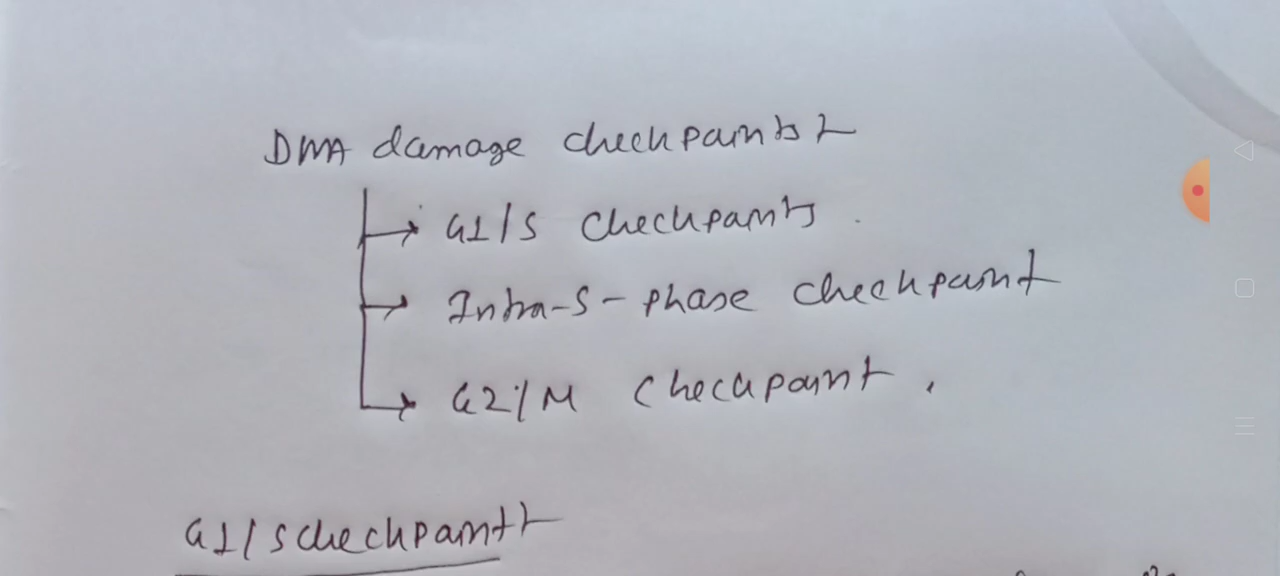 DNA damage checkpoints :-
→ G1/S checkpoints .
→ Intra-S-phase checkpoint
→ G2/M checkpoint .
G1/S checkpoint :-